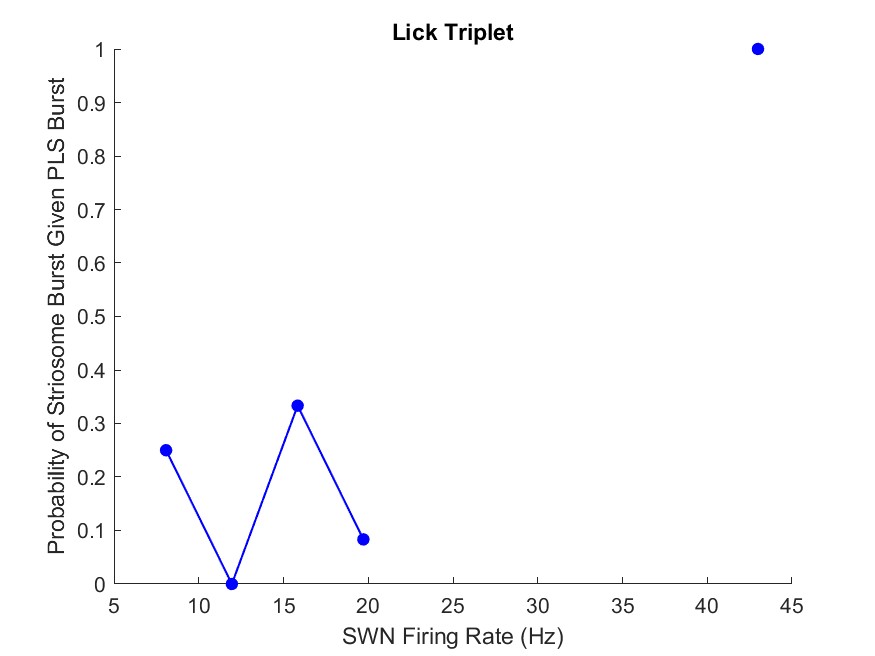 Lick Triplet
Probability of Striosome Burst Given PLS Burst
1
0.9
0.8
0.7
0.6
0.5
0.4
0.3
0.2
0.1
0
5 10 15 20 25 30 35 40 45
SWN Firing Rate (Hz)